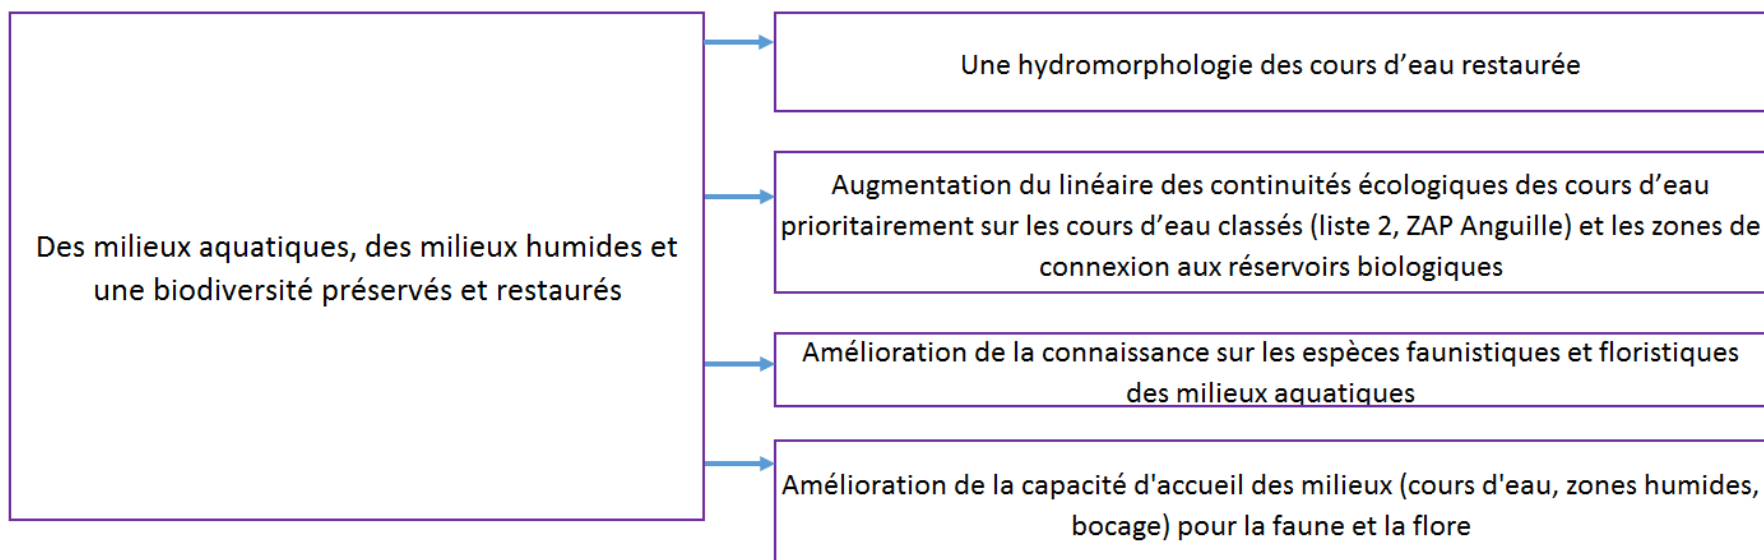 Des milieux aquatiques, des milieux humides et
une biodiversité préservés et restaurés
Une hydromorphologie des cours d’eau restaurée
Augmentation du linéaire des continuités écologiques des cours d’eau
prioritairement sur les cours d’eau classés (liste 2, ZAP Anguille) et les zones de
connexion aux réservoirs biologiques
Amélioration de la connaissance sur les espèces faunistiques et floristiques
des milieux aquatiques
Amélioration de la capacité d'accueil des milieux (cours d'eau, zones humides,
bocage) pour la faune et la flore